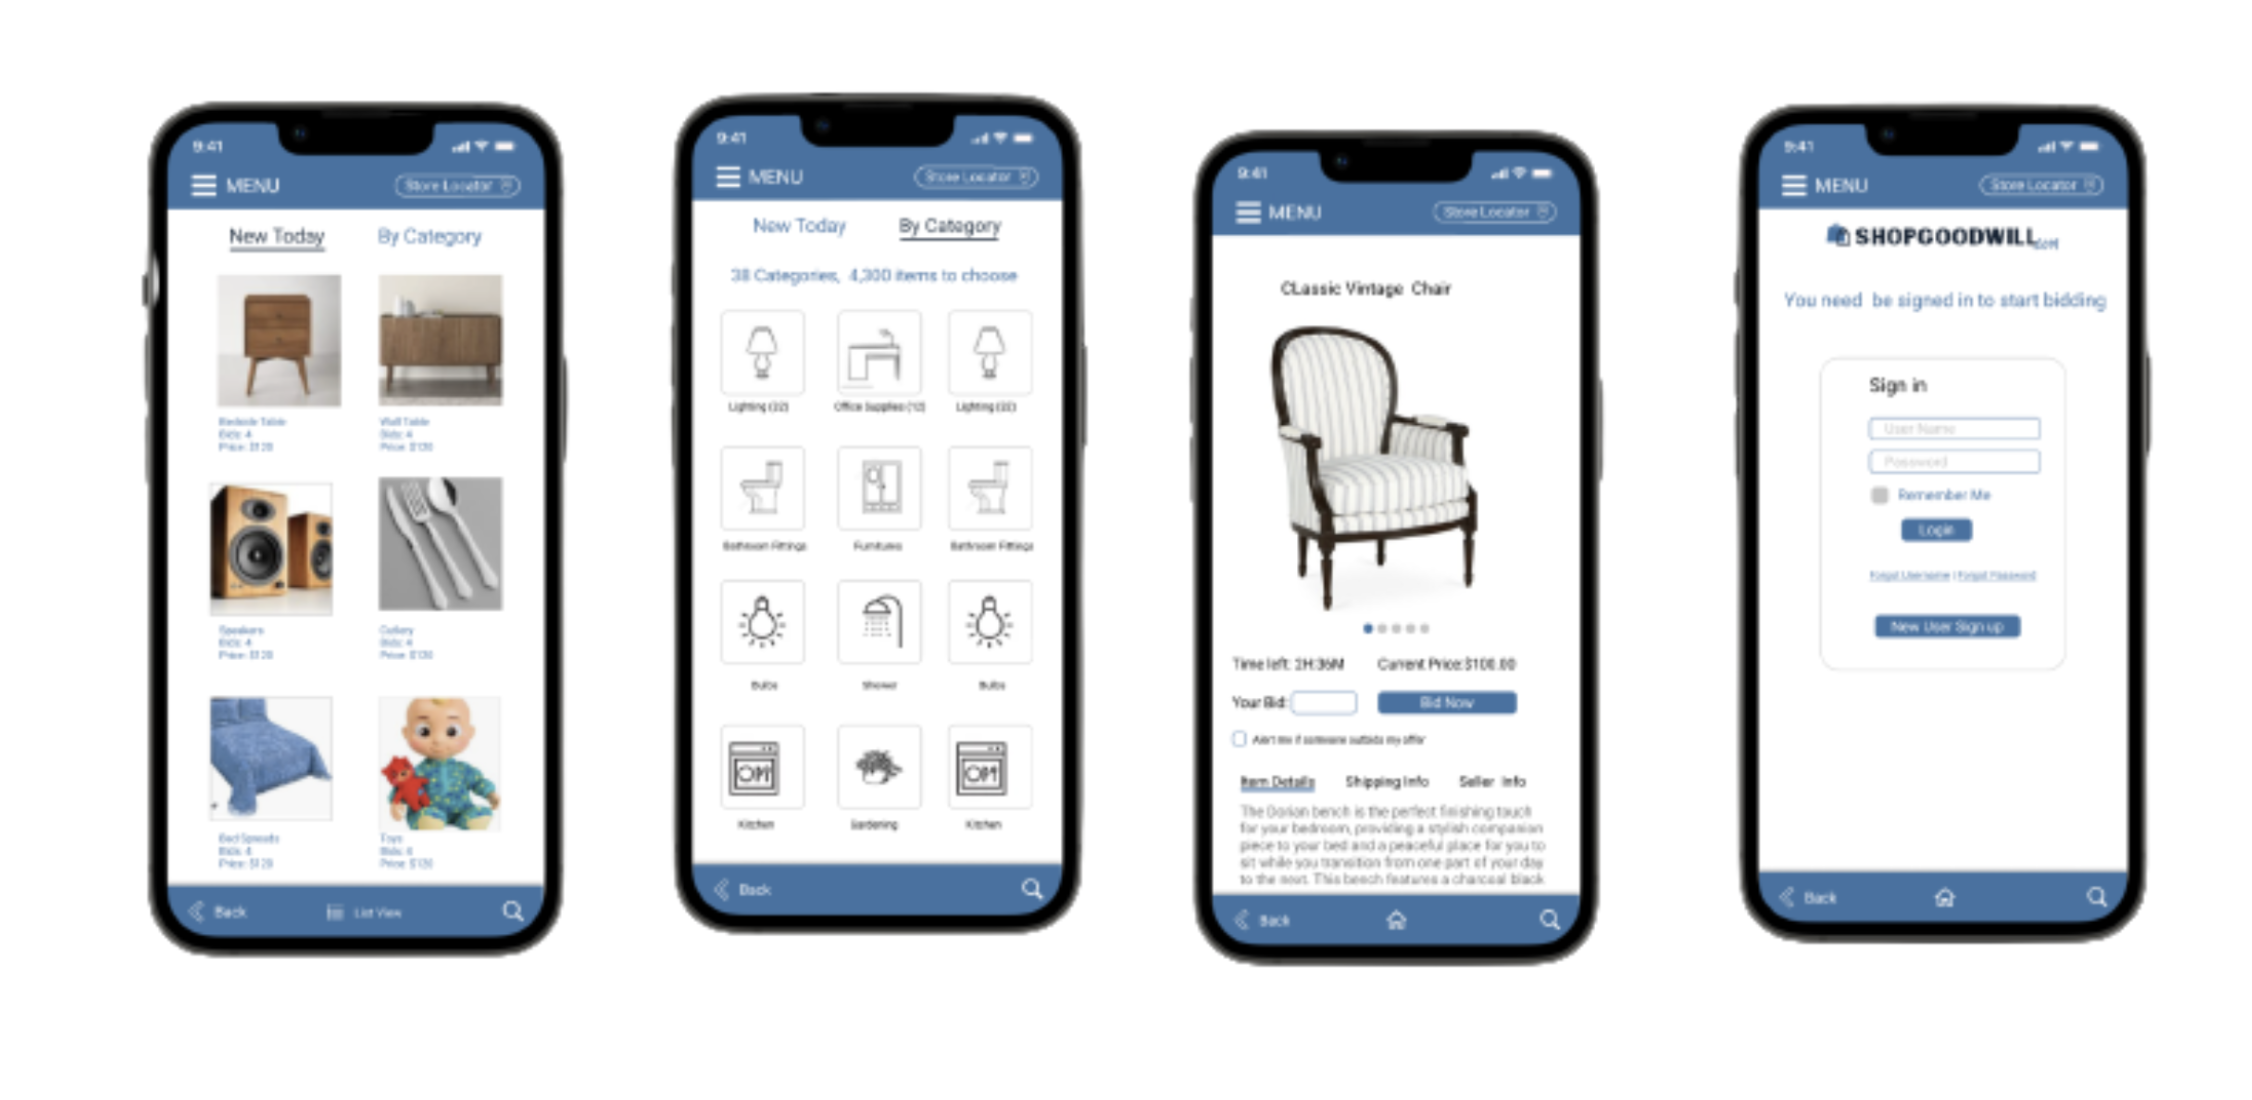 9:41
MENU
Store Locator
New Today
By Category
Bedside Table
Bids: 4
Price: $120
Wall Table
Bids: 4
Price: $130
Speakers
Bids: 4
Price: $120
Cutlery
Bids: 4
Price: $130
Bed Spreads
Bids: 4
Price: $120
Toys
Bids: 4
Price: $130
Back
List View
9:41
MENU
Store Locator
New Today
By Category
38 Categories, 4,300 items to choose
Lighting
Office Supplies (12)
Lighting
Bathroom Fittings
Furnitures
Bathroom Fittings
Bulbs
Shower
Bulbs
Kitchen
Gardening
Kitchen
Back
9:41
MENU
Store Locator
CLassic Vintage Chair
Time left: 2H:36M
Current Price:$100.00
Your Bid:
Bid Now
Alert me if someone outbids my offer
Item Details
Shipping Info
Seller Info
The Dorian bench is the perfect finishing touch
for your bedroom, providing a stylish companion
piece to your bed and a peaceful place for you to
sit while you transition from one part of your day
to the next. This bench features a charcoal black
Back
9:41
MENU
Store Locator
SHOPGOODWILL.com
You need be signed in to start bidding
Sign in
User Name
Password
Remember Me
Login
Forgot Username | Forgot Password
New User Sign up
Back